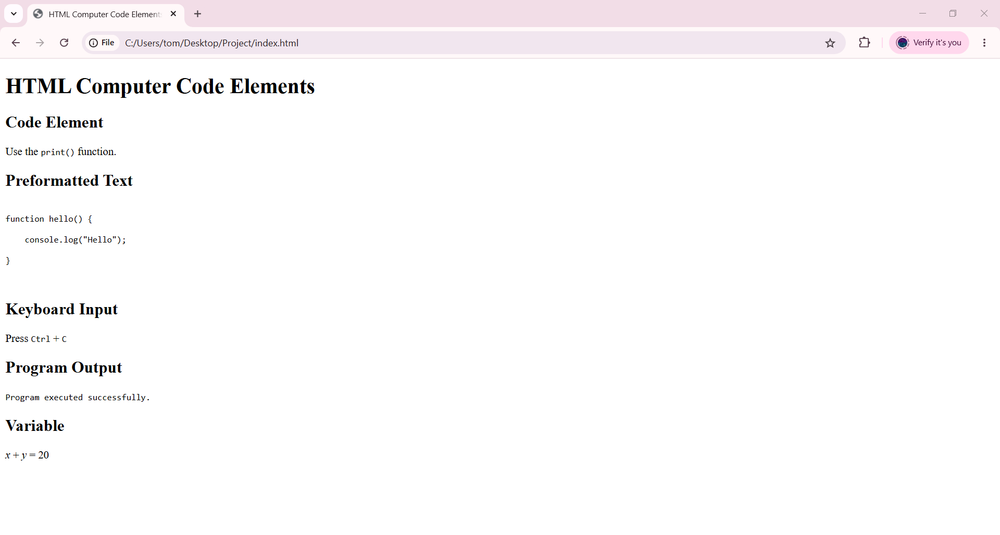 HTML Computer Code Elements
File C:/Users/tom/Desktop/Project/index.html Verify it's you
HTML Computer Code Elements
Code Element
Use the print() function.
Preformatted Text
function hello() {
    console.log("Hello");
}
Keyboard Input
Press Ctrl + C
Program Output
Program executed successfully.
Variable
x + y = 20